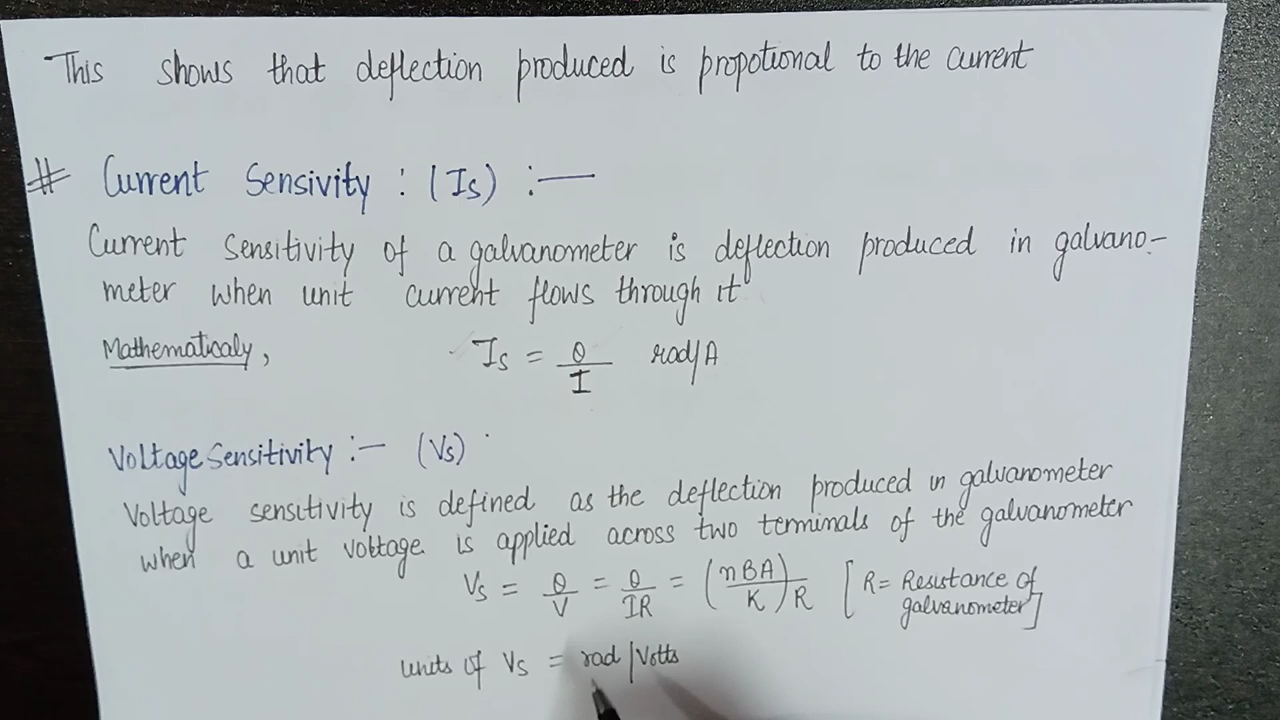 This shows that deflection produced is propotional to the current
# Current Sensivity : (Is) :—
Current sensitivity of a galvanometer is deflection produced in galvano-
meter when unit current flows through it
Mathematicaly, Is = θ/I rad/A
Voltage Sensitivity :- (Vs)
Voltage sensitivity is defined as the deflection produced in galvanometer
when a unit voltage is applied across two terminals of the galvanometer
Vs = θ/V = θ/IR = (nBA/K)R [R = Resistance of
galvanometer]
units of Vs = rad/Volts